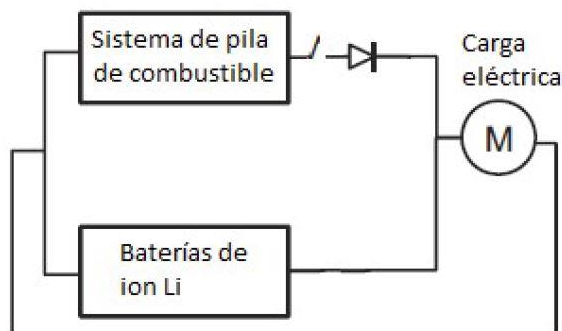 Sistema de pila
de combustible
Carga
eléctrica
M
Baterías de
ion Li